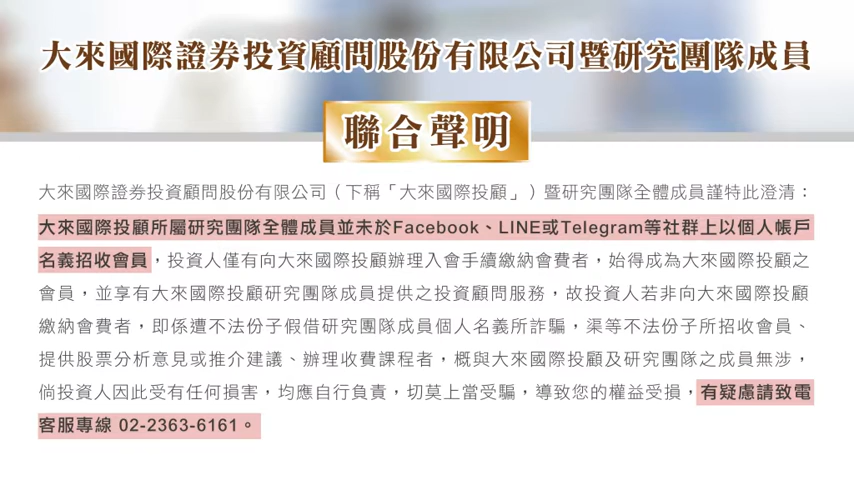 大來國際證券投資顧問股份有限公司暨研究團隊成員
聯合聲明
大來國際證券投資顧問股份有限公司（下稱「大來國際投顧」）暨研究團隊全體成員謹特此澄清：
大來國際投顧所屬研究團隊全體成員並未於Facebook、LINE或Telegram等社群上以個人帳戶
名義招收會員，投資人僅有向大來國際投顧辦理入會手續繳納會費者，始得成為大來國際投顧之
會員，並享有大來國際投顧研究團隊成員提供之投資顧問服務，故投資人若非向大來國際投顧
繳納會費者，即係遭不法份子假借研究團隊成員個人名義所詐騙，渠等不法份子所招收會員、
提供股票分析意見或推介建議、辦理收費課程者，概與大來國際投顧及研究團隊之成員無涉，
倘投資人因此受有任何損害，均應自行負責，切莫上當受騙，導致您的權益受損，有疑慮請致電
客服專線 02-2363-6161。